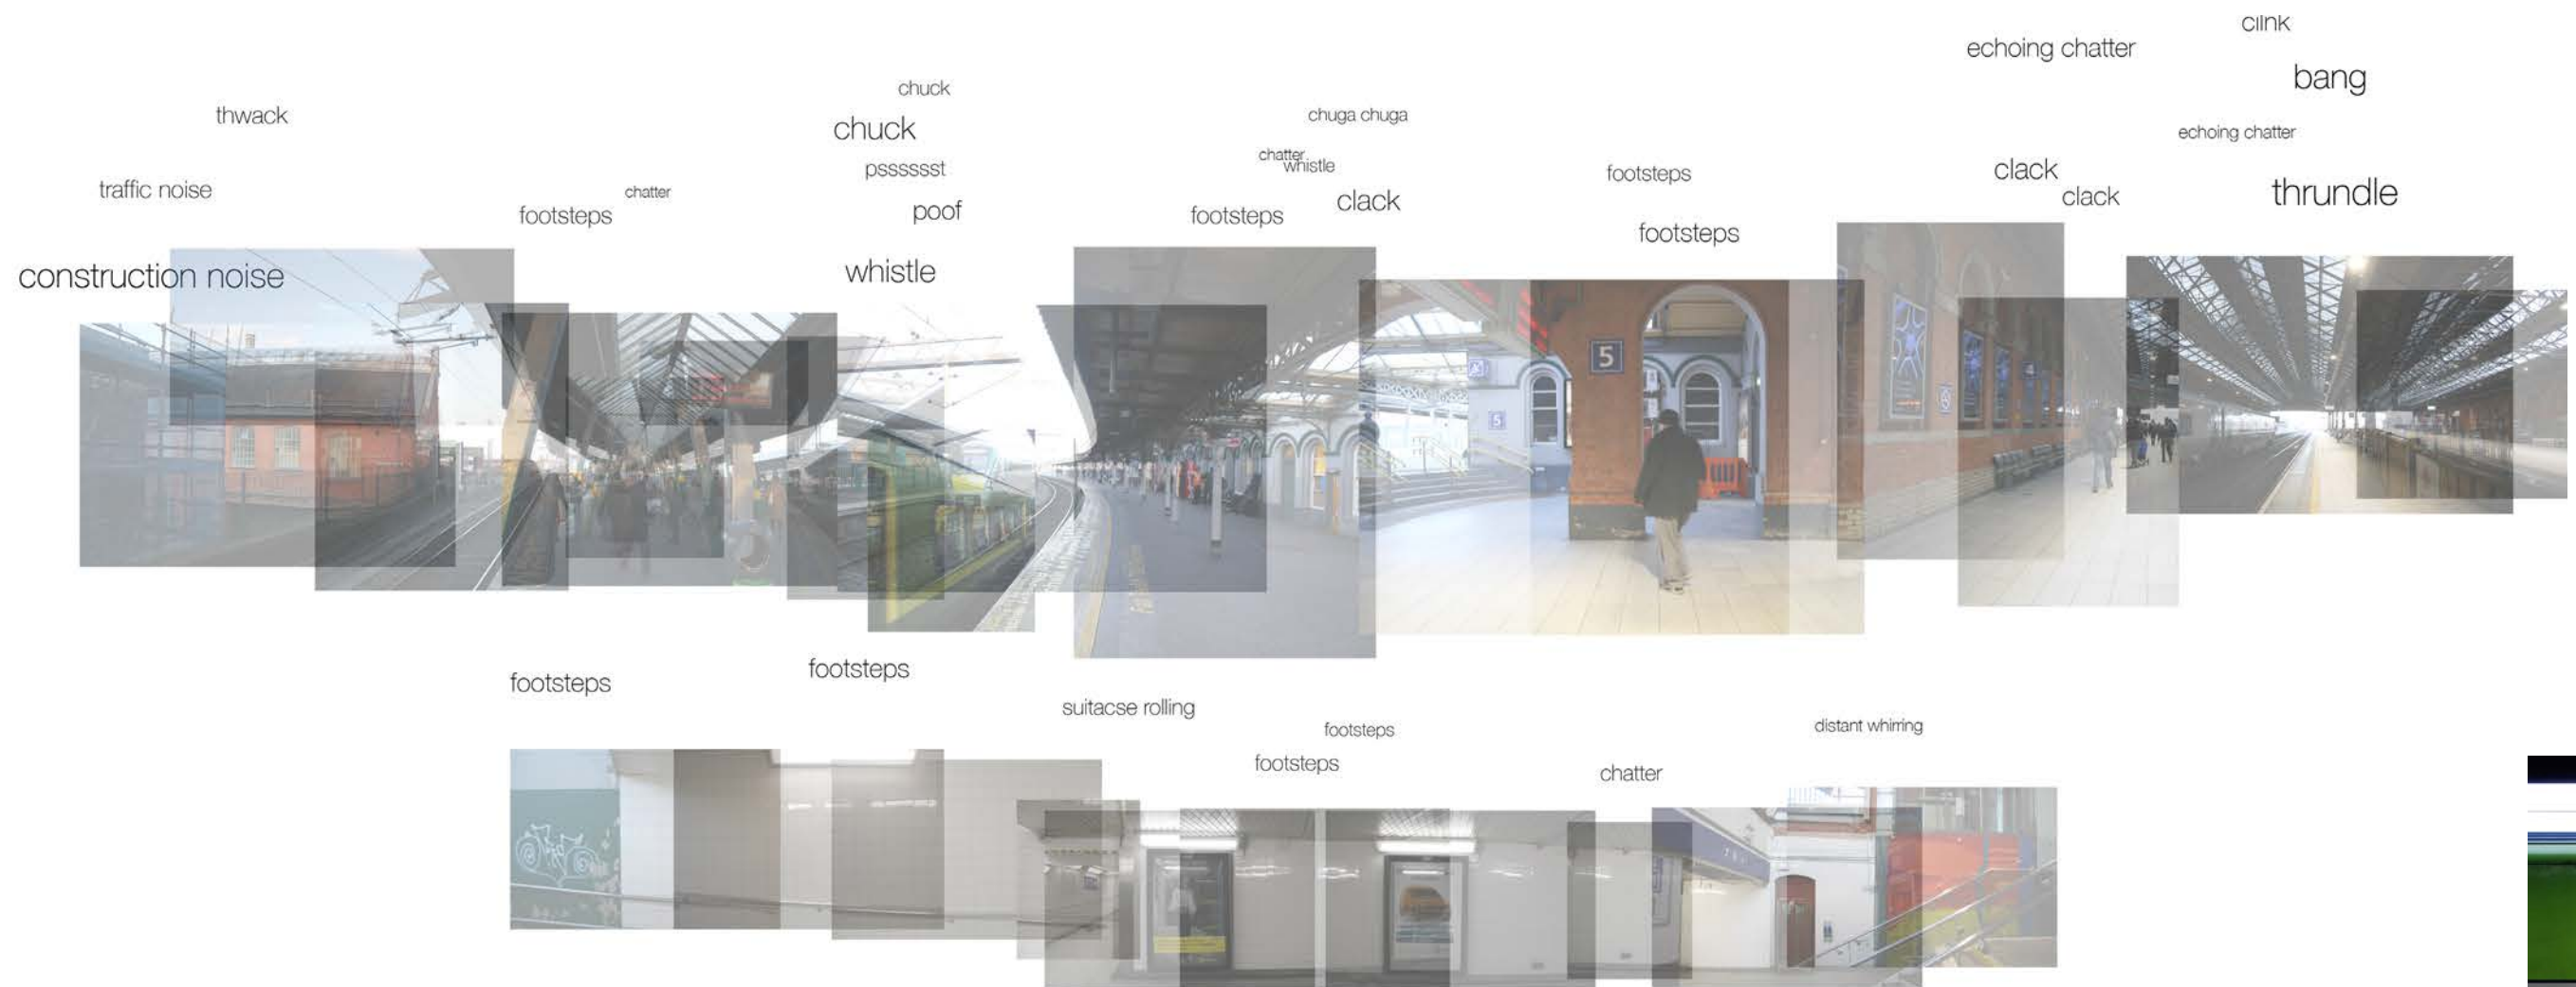 cilnk
echoing chatter
bang
chuck
thwack
chuga chuga
chuck
echoing chatter
chatter
whistle
psssssst
clack
footsteps
traffic noise
chatter
clack
thrundle
clack
poof
footsteps
footsteps
footsteps
whistle
construction noise
5
5
footsteps
footsteps
suitacse rolling
distant whirring
footsteps
footsteps
chatter